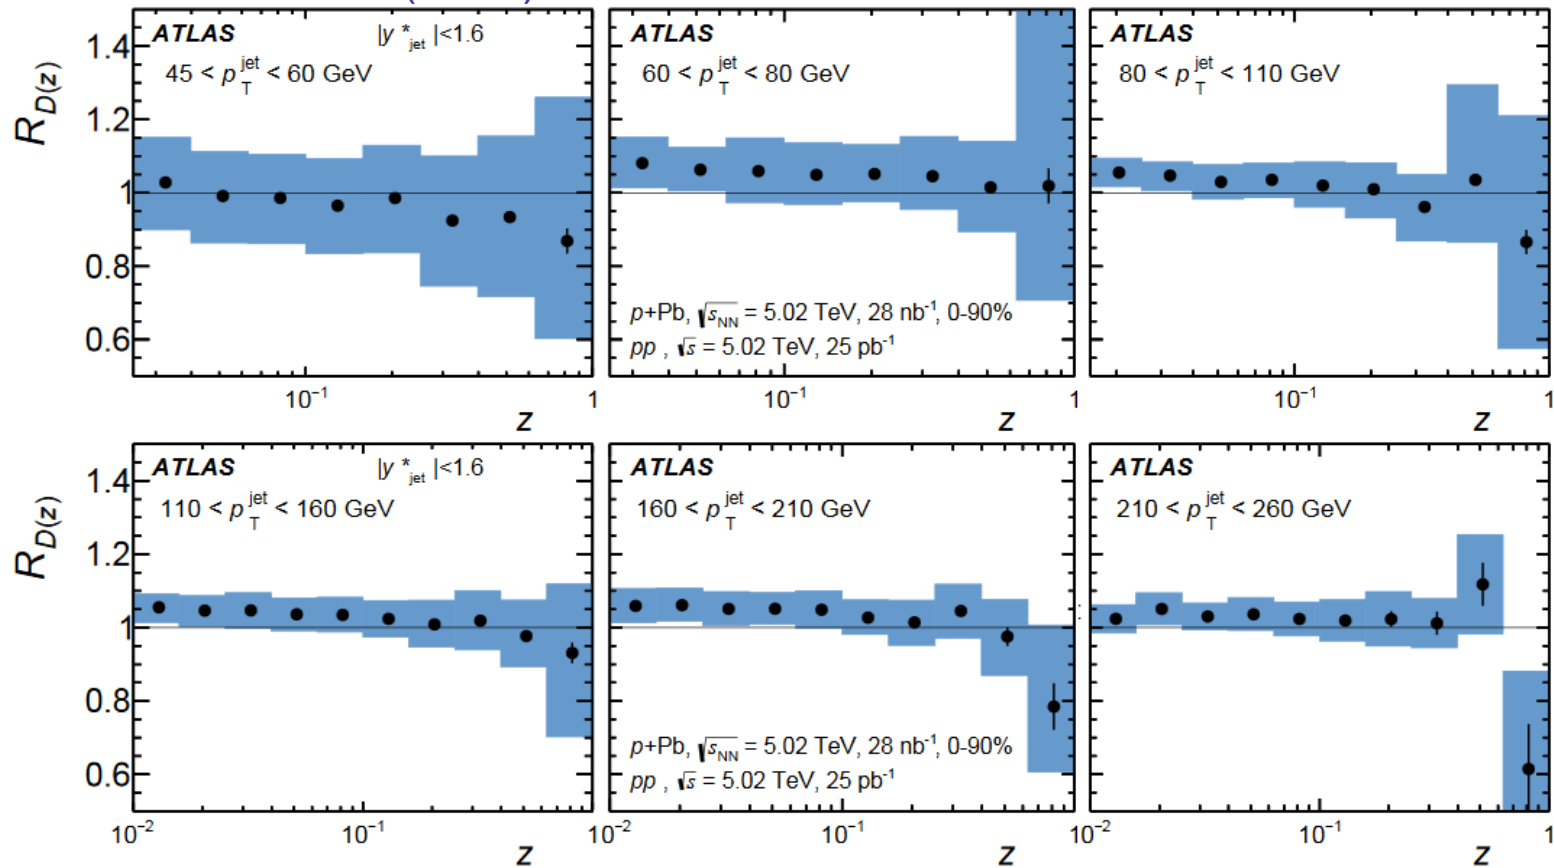 ATLAS |y*jet|<1.6
45 < pTjet < 60 GeV
RD(z)
1.4
1.2
1
0.8
0.6
10−1
1
z
ATLAS
60 < pTjet < 80 GeV
p+Pb, √sNN = 5.02 TeV, 28 nb-1, 0-90%
pp , √s = 5.02 TeV, 25 pb-1
10−1
1
z
ATLAS
80 < pTjet < 110 GeV
10−1
1
z
ATLAS |y*jet|<1.6
110 < pTjet < 160 GeV
RD(z)
1.4
1.2
1
0.8
0.6
10−2
10−1
z
ATLAS
160 < pTjet < 210 GeV
p+Pb, √sNN = 5.02 TeV, 28 nb-1, 0-90%
pp , √s = 5.02 TeV, 25 pb-1
10−2
10−1
z
ATLAS
210 < pTjet < 260 GeV
10−2
10−1
1
z